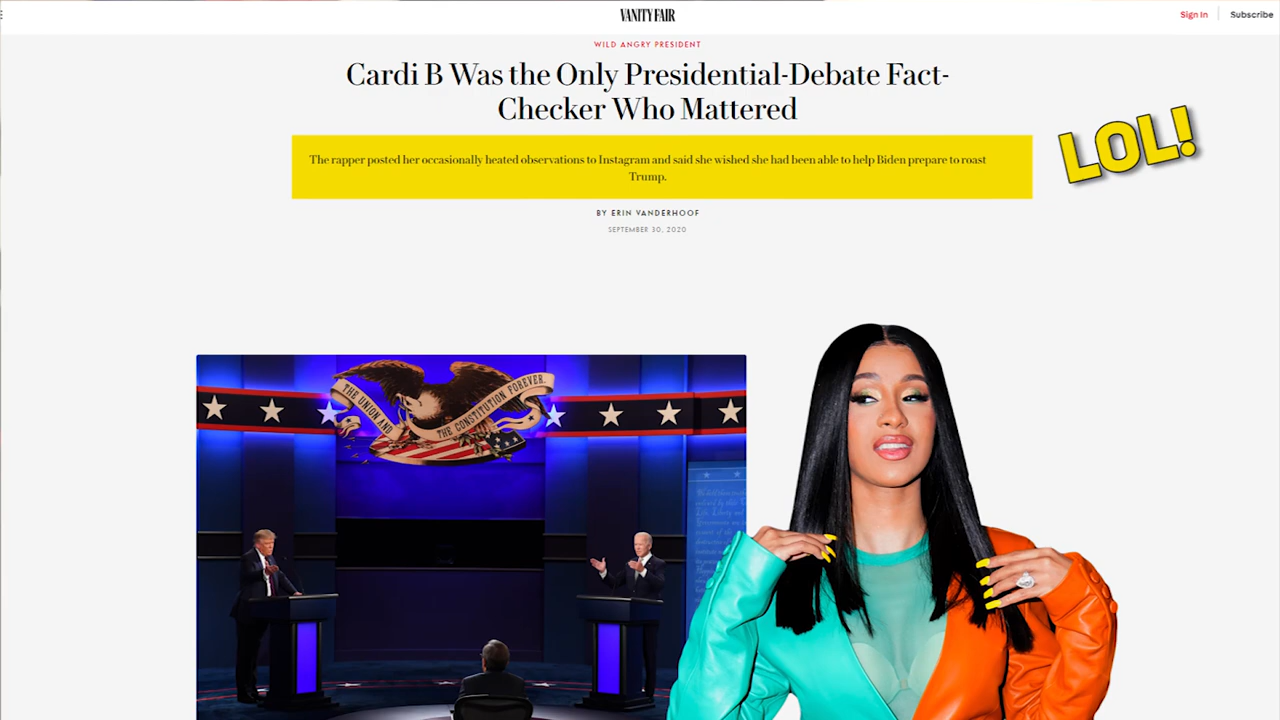 VANITY FAIR
Sign In
Subscribe
WILD ANGRY PRESIDENT
Cardi B Was the Only Presidential-Debate Fact-
Checker Who Mattered
LOL!
The rapper posted her occasionally heated observations to Instagram and said she wished she had been able to help Biden prepare to roast
Trump.
BY ERIN VANDERHOOF
SEPTEMBER 30, 2020
THE UNION AND
THE CONSTITUTION FOREVER.